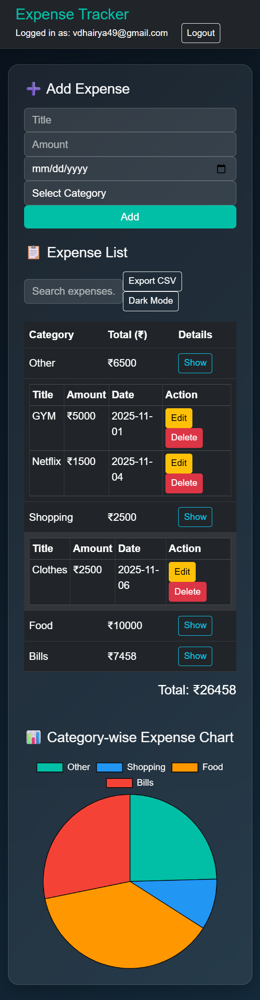 Expense Tracker
Logged in as: vdhairya49@gmail.com Logout
Add Expense
Title
Amount
mm/dd/yyyy
Select Category
Add
Expense List
Search expenses.
Export CSV
Dark Mode
Category Total (₹) Details
Other ₹6500 Show
Title Amount Date Action
GYM ₹5000 2025-11-
01
Edit
Delete
Netflix ₹1500 2025-11-
04
Edit
Delete
Shopping ₹2500 Show
Title Amount Date Action
Clothes ₹2500 2025-11-
06
Edit
Delete
Food ₹10000 Show
Bills ₹7458 Show
Total: ₹26458
Category-wise Expense Chart
Other Shopping Food
Bills